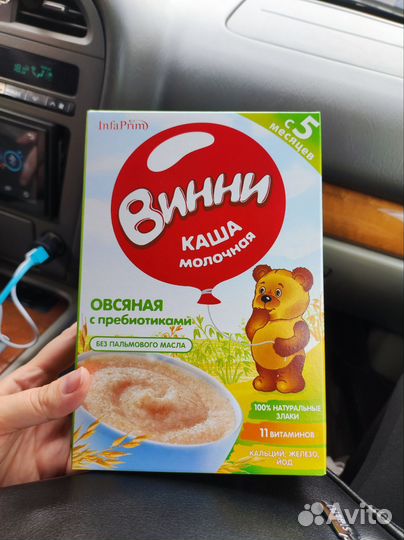 InfaPrim
с 5
месяцев
Винни
КАША
МОЛОЧНАЯ
ОВСЯНАЯ
с пребиотиками
БЕЗ ПАЛЬМОВОГО МАСЛА
100% НАТУРАЛЬНЫЕ
ЗЛАКИ
11 ВИТАМИНОВ
КАЛЬЦИЙ, ЖЕЛЕЗО,
ЙОД
Avito